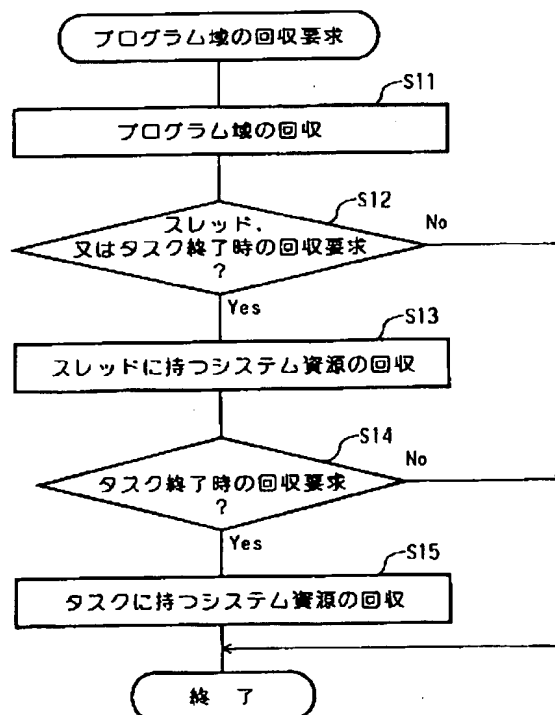 プログラム域の回収要求
S11
プログラム域の回収
S12
スレッド、
又はタスク終了時の回収要求
?
No
Yes
S13
スレッドに持つシステム資源の回収
S14
タスク終了時の回収要求
?
No
Yes
S15
タスクに持つシステム資源の回収
終 了